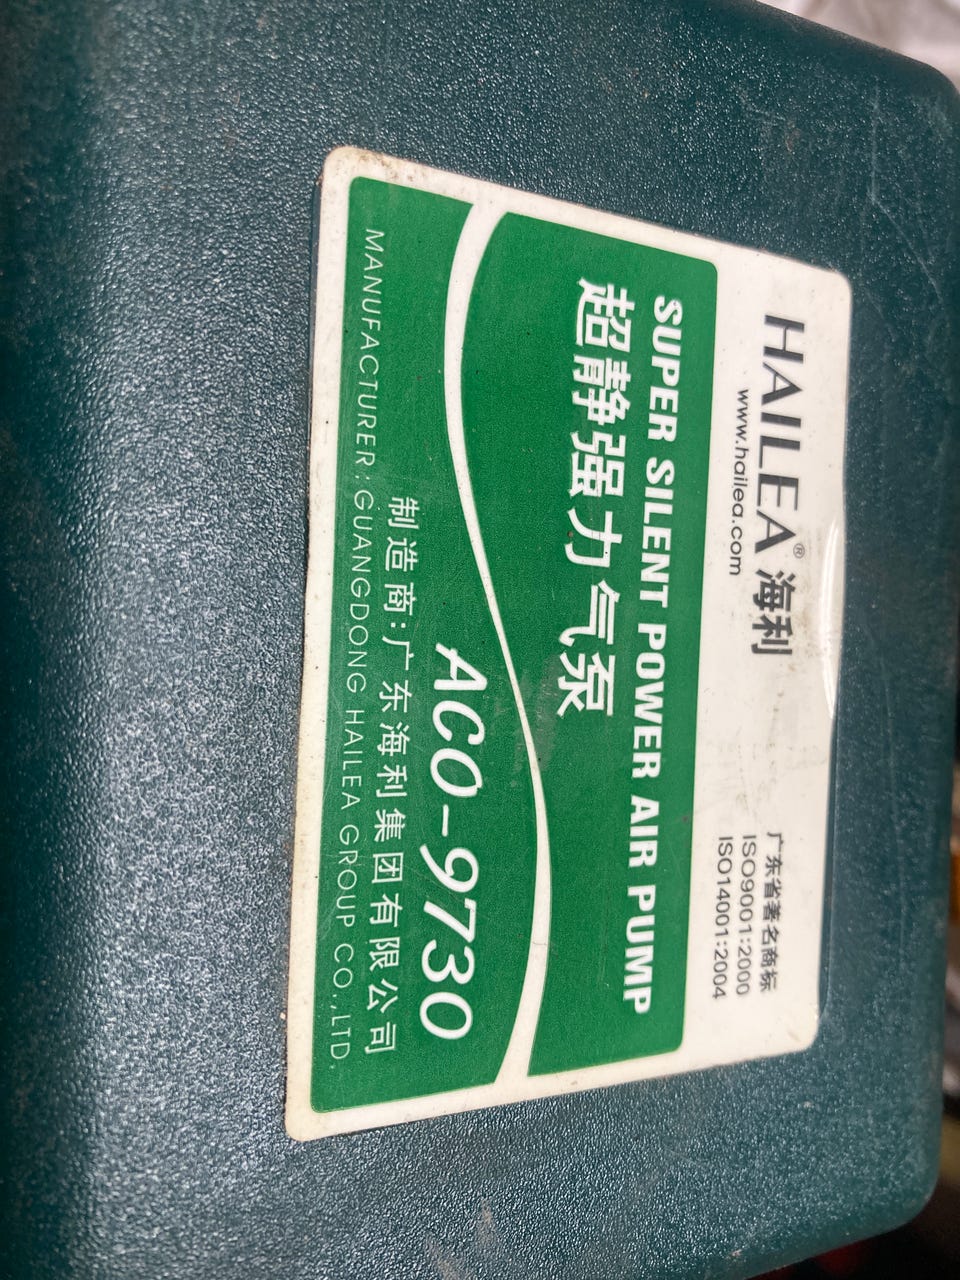 HAILEA® 海利
www.hailea.com
广东省著名商标
ISO9001:2000
ISO14001:2004
SUPER SILENT POWER AIR PUMP
超静强力气泵
ACO-9730
制造商:广东海利集团有限公司
MANUFACTURER: GUANGDONG HAILEA GROUP CO.,LTD.